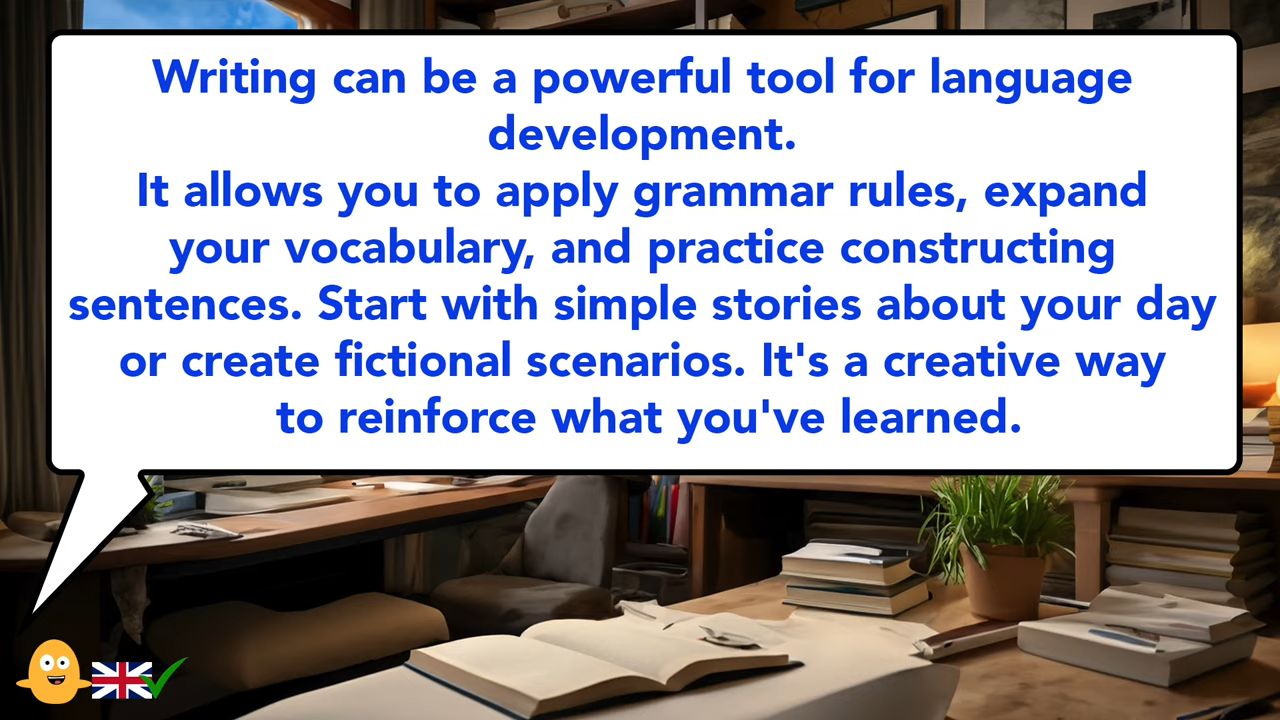 Writing can be a powerful tool for language
development.
It allows you to apply grammar rules, expand
your vocabulary, and practice constructing
sentences. Start with simple stories about your day
or create fictional scenarios. It's a creative way
to reinforce what you've learned.